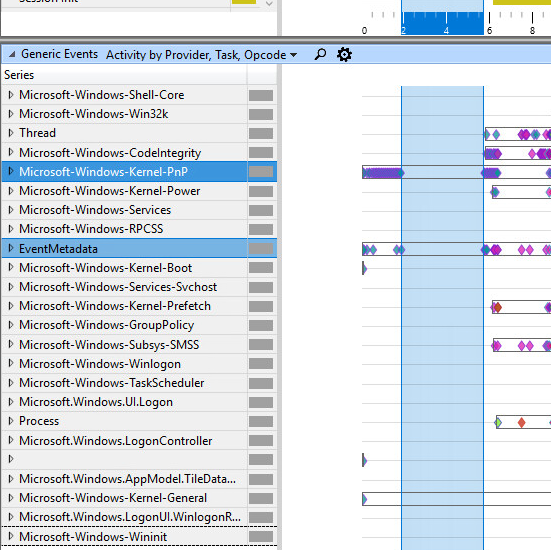 Session Init
0 2 4 6 8
Generic Events Activity by Provider, Task, Opcode
Series
Microsoft-Windows-Shell-Core
Microsoft-Windows-Win32k
Thread
Microsoft-Windows-CodeIntegrity
Microsoft-Windows-Kernel-PnP
Microsoft-Windows-Kernel-Power
Microsoft-Windows-Services
Microsoft-Windows-RPCSS
EventMetadata
Microsoft-Windows-Kernel-Boot
Microsoft-Windows-Services-Svchost
Microsoft-Windows-Kernel-Prefetch
Microsoft-Windows-GroupPolicy
Microsoft-Windows-Subsys-SMSS
Microsoft-Windows-Winlogon
Microsoft-Windows-TaskScheduler
Microsoft.Windows.UI.Logon
Process
Microsoft.Windows.LogonController
Microsoft.Windows.AppModel.TileData...
Microsoft-Windows-Kernel-General
Microsoft.Windows.LogonUI.WinlogonR...
Microsoft-Windows-Wininit